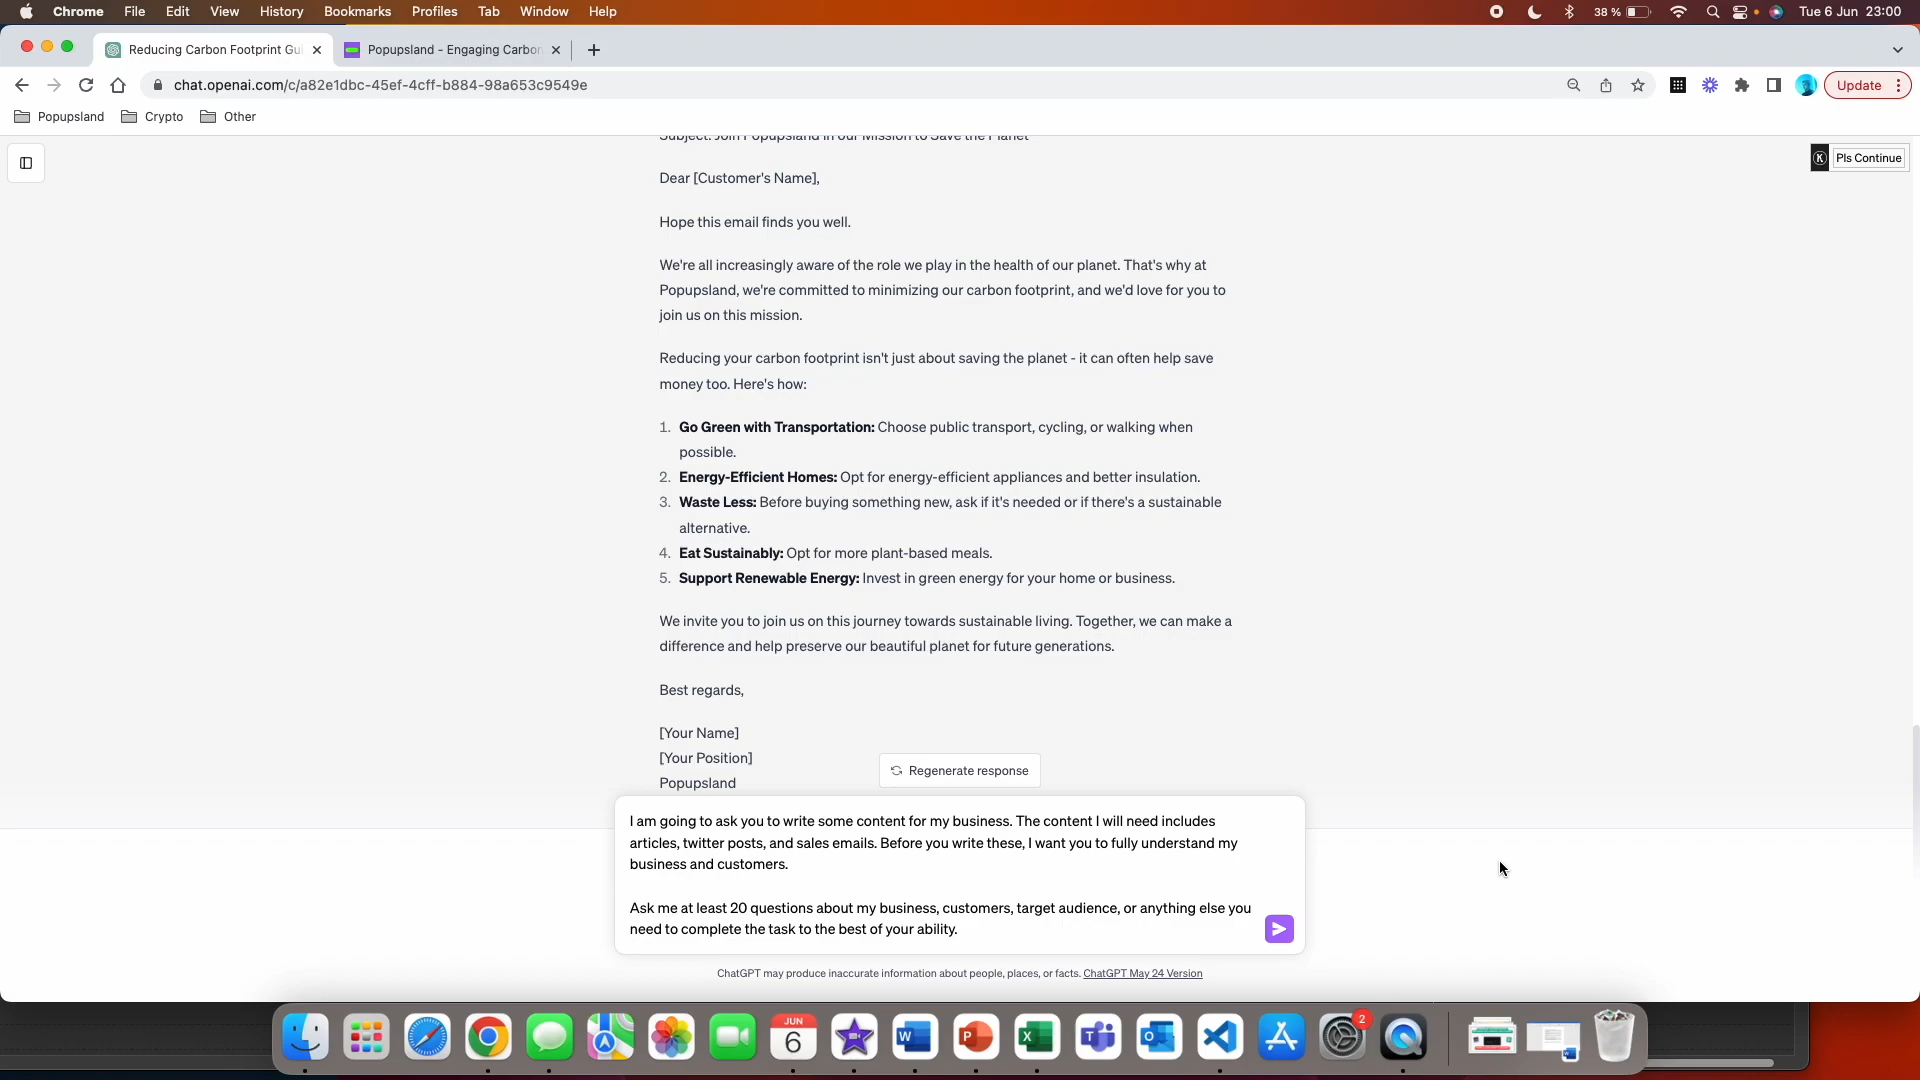 Chrome File Edit View History Bookmarks Profiles Tab Window Help 38 % Tue 6 Jun 23:00
Reducing Carbon Footprint Gui
Popupsland - Engaging Carbon
chat.openai.com/c/a82e1dbc-45ef-4cff-b884-98a653c9549e
Update
Popupsland Crypto Other
Subject: Join Popupsland in our Mission to Save the Planet
K Pls Continue
Dear [Customer's Name],
Hope this email finds you well.
We're all increasingly aware of the role we play in the health of our planet. That's why at
Popupsland, we're committed to minimizing our carbon footprint, and we'd love for you to
join us on this mission.
Reducing your carbon footprint isn't just about saving the planet - it can often help save
money too. Here's how:
1. Go Green with Transportation: Choose public transport, cycling, or walking when
possible.
2. Energy-Efficient Homes: Opt for energy-efficient appliances and better insulation.
3. Waste Less: Before buying something new, ask if it's needed or if there's a sustainable
alternative.
4. Eat Sustainably: Opt for more plant-based meals.
5. Support Renewable Energy: Invest in green energy for your home or business.
We invite you to join us on this journey towards sustainable living. Together, we can make a
difference and help preserve our beautiful planet for future generations.
Best regards,
[Your Name]
[Your Position]
Popupsland
Regenerate response
I am going to ask you to write some content for my business. The content I will need includes
articles, twitter posts, and sales emails. Before you write these, I want you to fully understand my
business and customers.
Ask me at least 20 questions about my business, customers, target audience, or anything else you
need to complete the task to the best of your ability.
ChatGPT may produce inaccurate information about people, places, or facts. ChatGPT May 24 Version
JUN
6
W
P
X
T
O
2